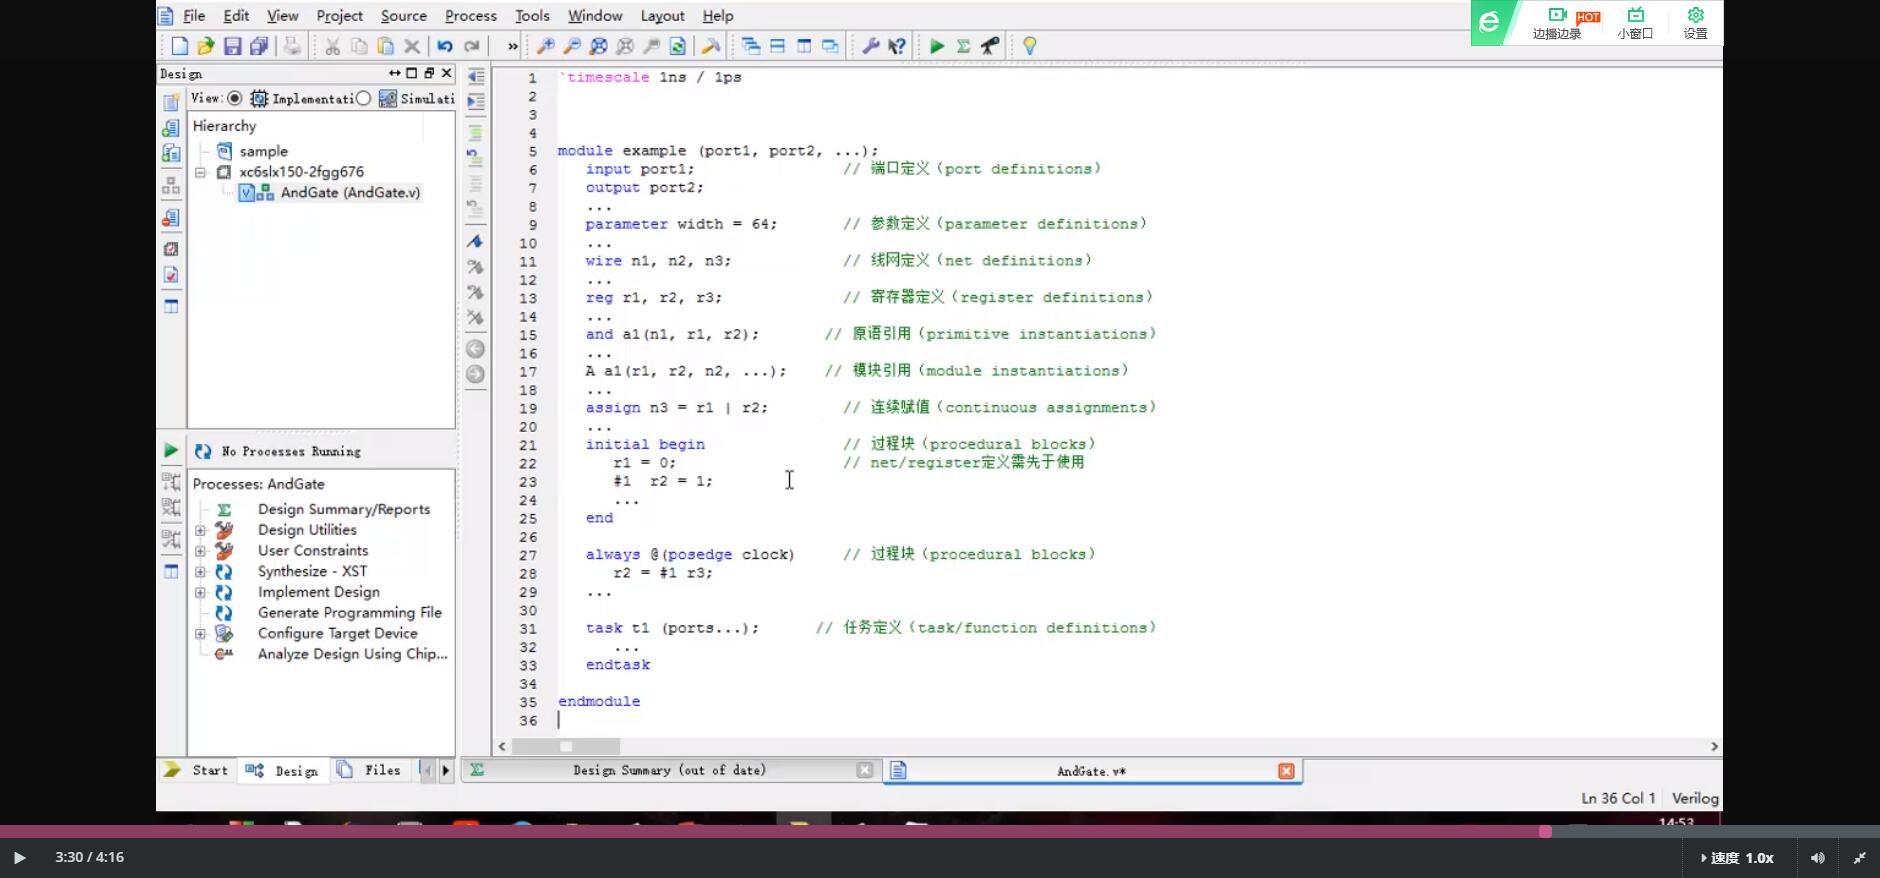 File Edit View Project Source Process Tools Window Layout Help
HOT
边播边录 小窗口 设置
Design
View: Implementati Simulati
Hierarchy
sample
xc6slx150-2fgg676
AndGate (AndGate.v)
No Processes Running
Processes: AndGate
Design Summary/Reports
Design Utilities
User Constraints
Synthesize - XST
Implement Design
Generate Programming File
Configure Target Device
Analyze Design Using Chip...
Start Design Files
1 `timescale 1ns / 1ps
2
3
4
5 module example (port1, port2, ...);
6 input port1; // 端口定义(port definitions)
7 output port2;
8 ...
9 parameter width = 64; // 参数定义(parameter definitions)
10 ...
11 wire n1, n2, n3; // 线网定义(net definitions)
12 ...
13 reg r1, r2, r3; // 寄存器定义(register definitions)
14 ...
15 and a1(n1, r1, r2); // 原语引用(primitive instantiations)
16 ...
17 A a1(r1, r2, n2, ...); // 模块引用(module instantiations)
18 ...
19 assign n3 = r1 | r2; // 连续赋值(continuous assignments)
20 ...
21 initial begin // 过程块(procedural blocks)
22 r1 = 0; // net/register定义需先于使用
23 #1 r2 = 1;
24 ...
25 end
26
27 always @(posedge clock) // 过程块(procedural blocks)
28 r2 = #1 r3;
29 ...
30
31 task t1 (ports...); // 任务定义(task/function definitions)
32 ...
33 endtask
34
35 endmodule
36
Design Summary (out of date) AndGate.v*
Ln 36 Col 1 Verilog
14:53
3:30 / 4:16 速度 1.0x